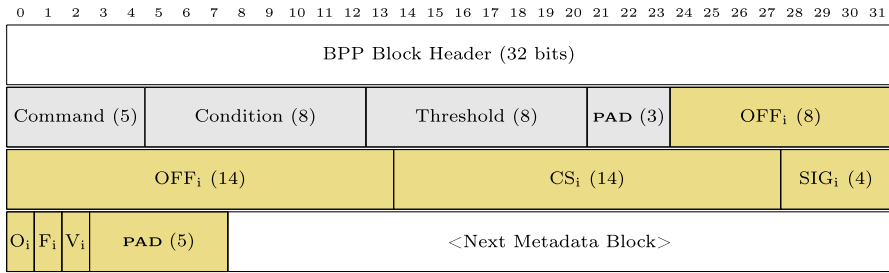 0 1 2 3 4 5 6 7 8 9 10 11 12 13 14 15 16 17 18 19 20 21 22 23 24 25 26 27 28 29 30 31
BPP Block Header (32 bits)
Command (5) Condition (8) Threshold (8) PAD (3) OFFᵢ (8)
OFFᵢ (14) CSᵢ (14) SIGᵢ (4)
Oᵢ Fᵢ Vᵢ PAD (5) <Next Metadata Block>